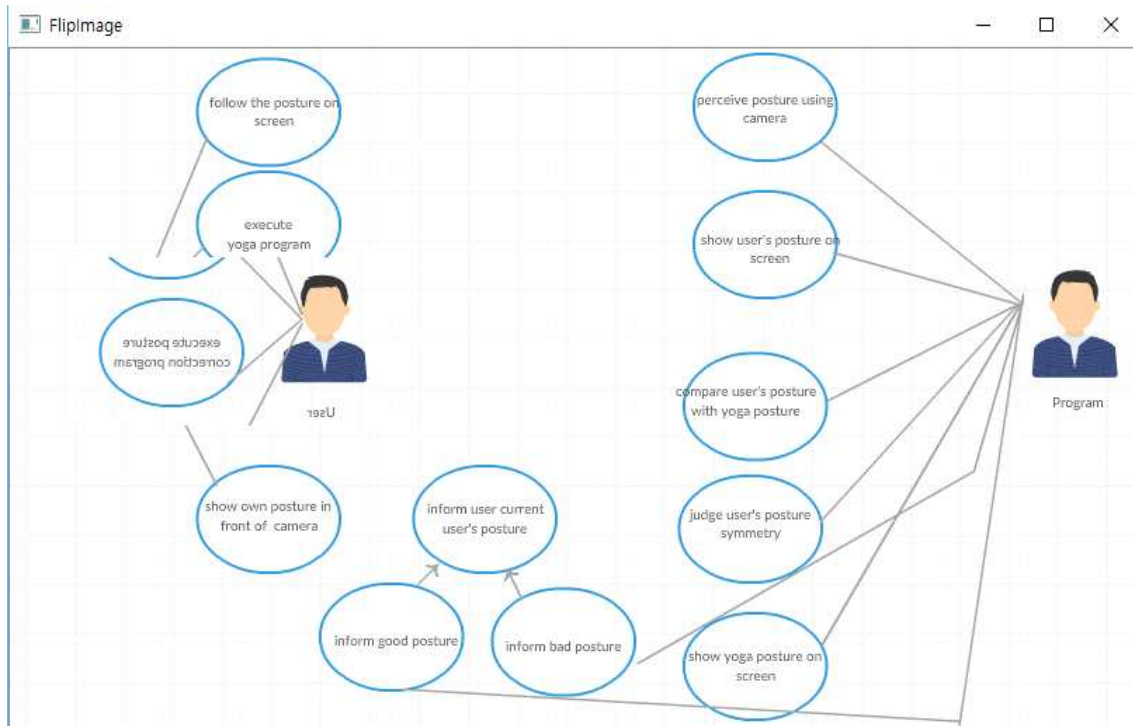 FlipImage
follow the posture on
screen
execute
yoga program
execute posture
correction program
User
show own posture in
front of camera
inform user current
user's posture
inform good posture
inform bad posture
perceive posture using
camera
show user's posture on
screen
compare user's posture
with yoga posture
judge user's posture
symmetry
show yoga posture on
screen
Program